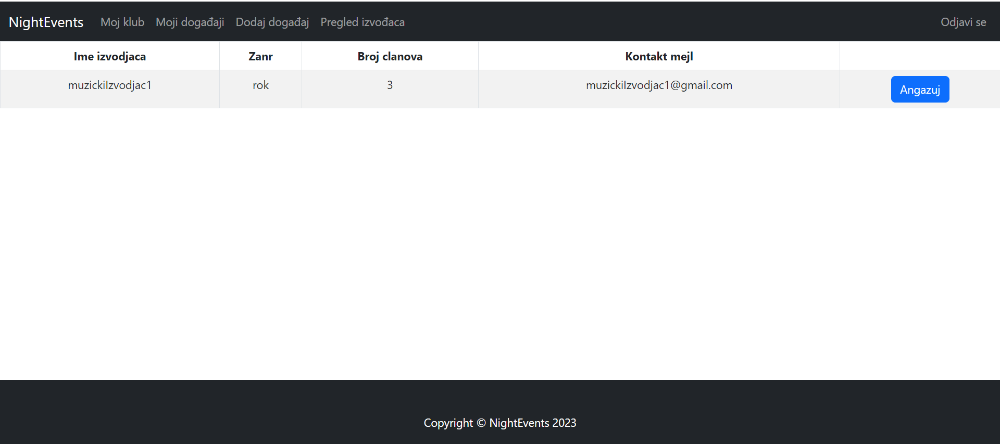 NightEvents Moj klub Moji događaji Dodaj događaj Pregled izvođaca Odjavi se
Ime izvodjaca Zanr Broj clanova Kontakt mejl
muzickiIzvodjac1 rok 3 muzickiIzvodjac1@gmail.com Angazuj
Copyright © NightEvents 2023